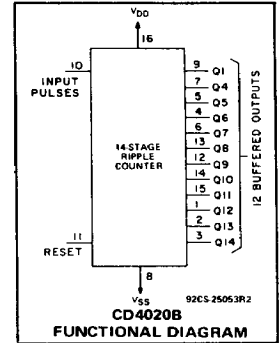 VDD
16
10
INPUT
PULSES
14-STAGE
RIPPLE
COUNTER
9 Q1
7 Q4
5 Q5
4 Q6
6 Q7
13 Q8
12 Q9
14 Q10
15 Q11
1 Q12
2 Q13
3 Q14
12 BUFFERED OUTPUTS
11
RESET
8
VSS
92CS-25053R2
CD4020B
FUNCTIONAL DIAGRAM